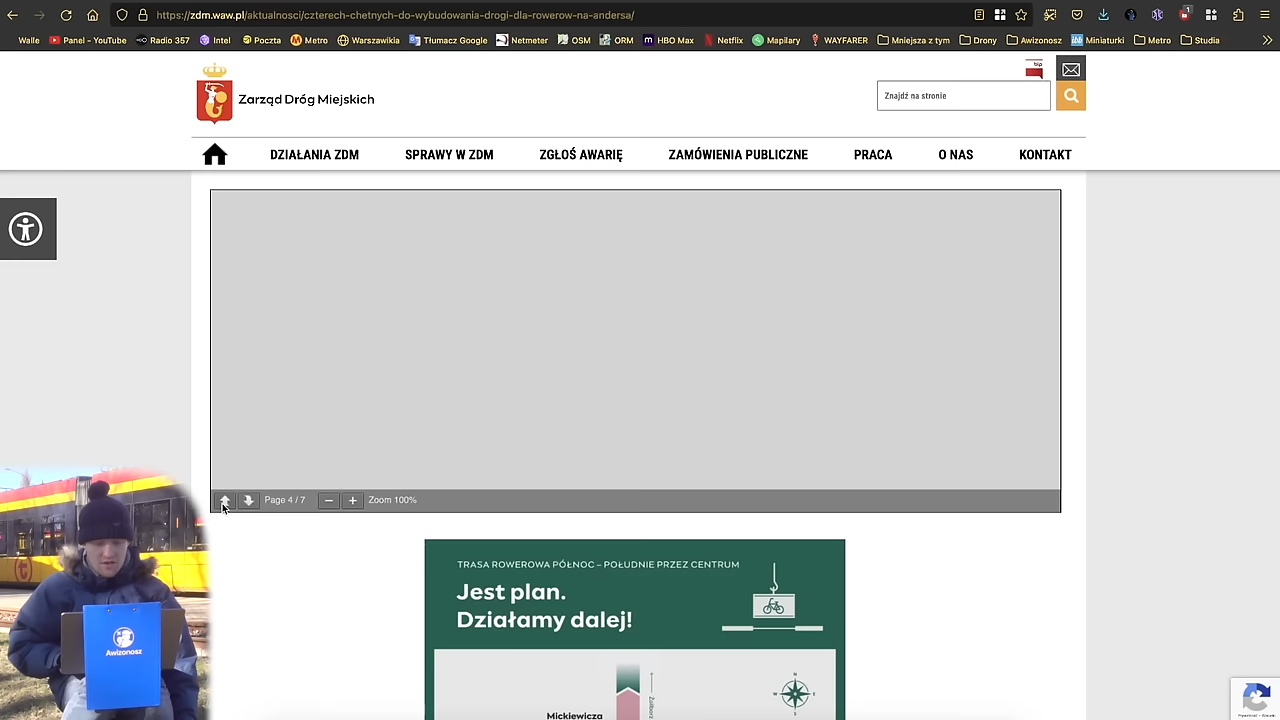 https://zdm.waw.pl/aktualnosci/czterech-chetnych-do-wybudowania-drogi-dla-rowerow-na-andersa/
Walle Panel - YouTube Radio 357 Intel Poczta Metro Warszawikia Tłumacz Google Netmeter OSM ORM HBO Max Netflix Mapilary WAYFARER Mniejsza z tym Drony Awizonosz Miniaturki Metro Studia
bip
Zarząd Dróg Miejskich
Znajdź na stronie
DZIAŁANIA ZDM SPRAWY W ZDM ZGŁOŚ AWARIĘ ZAMÓWIENIA PUBLICZNE PRACA O NAS KONTAKT
Page 4 / 7 Zoom 100%
TRASA ROWEROWA PÓŁNOC – POŁUDNIE PRZEZ CENTRUM
Jest plan.
Działamy dalej!
Mickiewicza
Żoliborz
Awizonosz